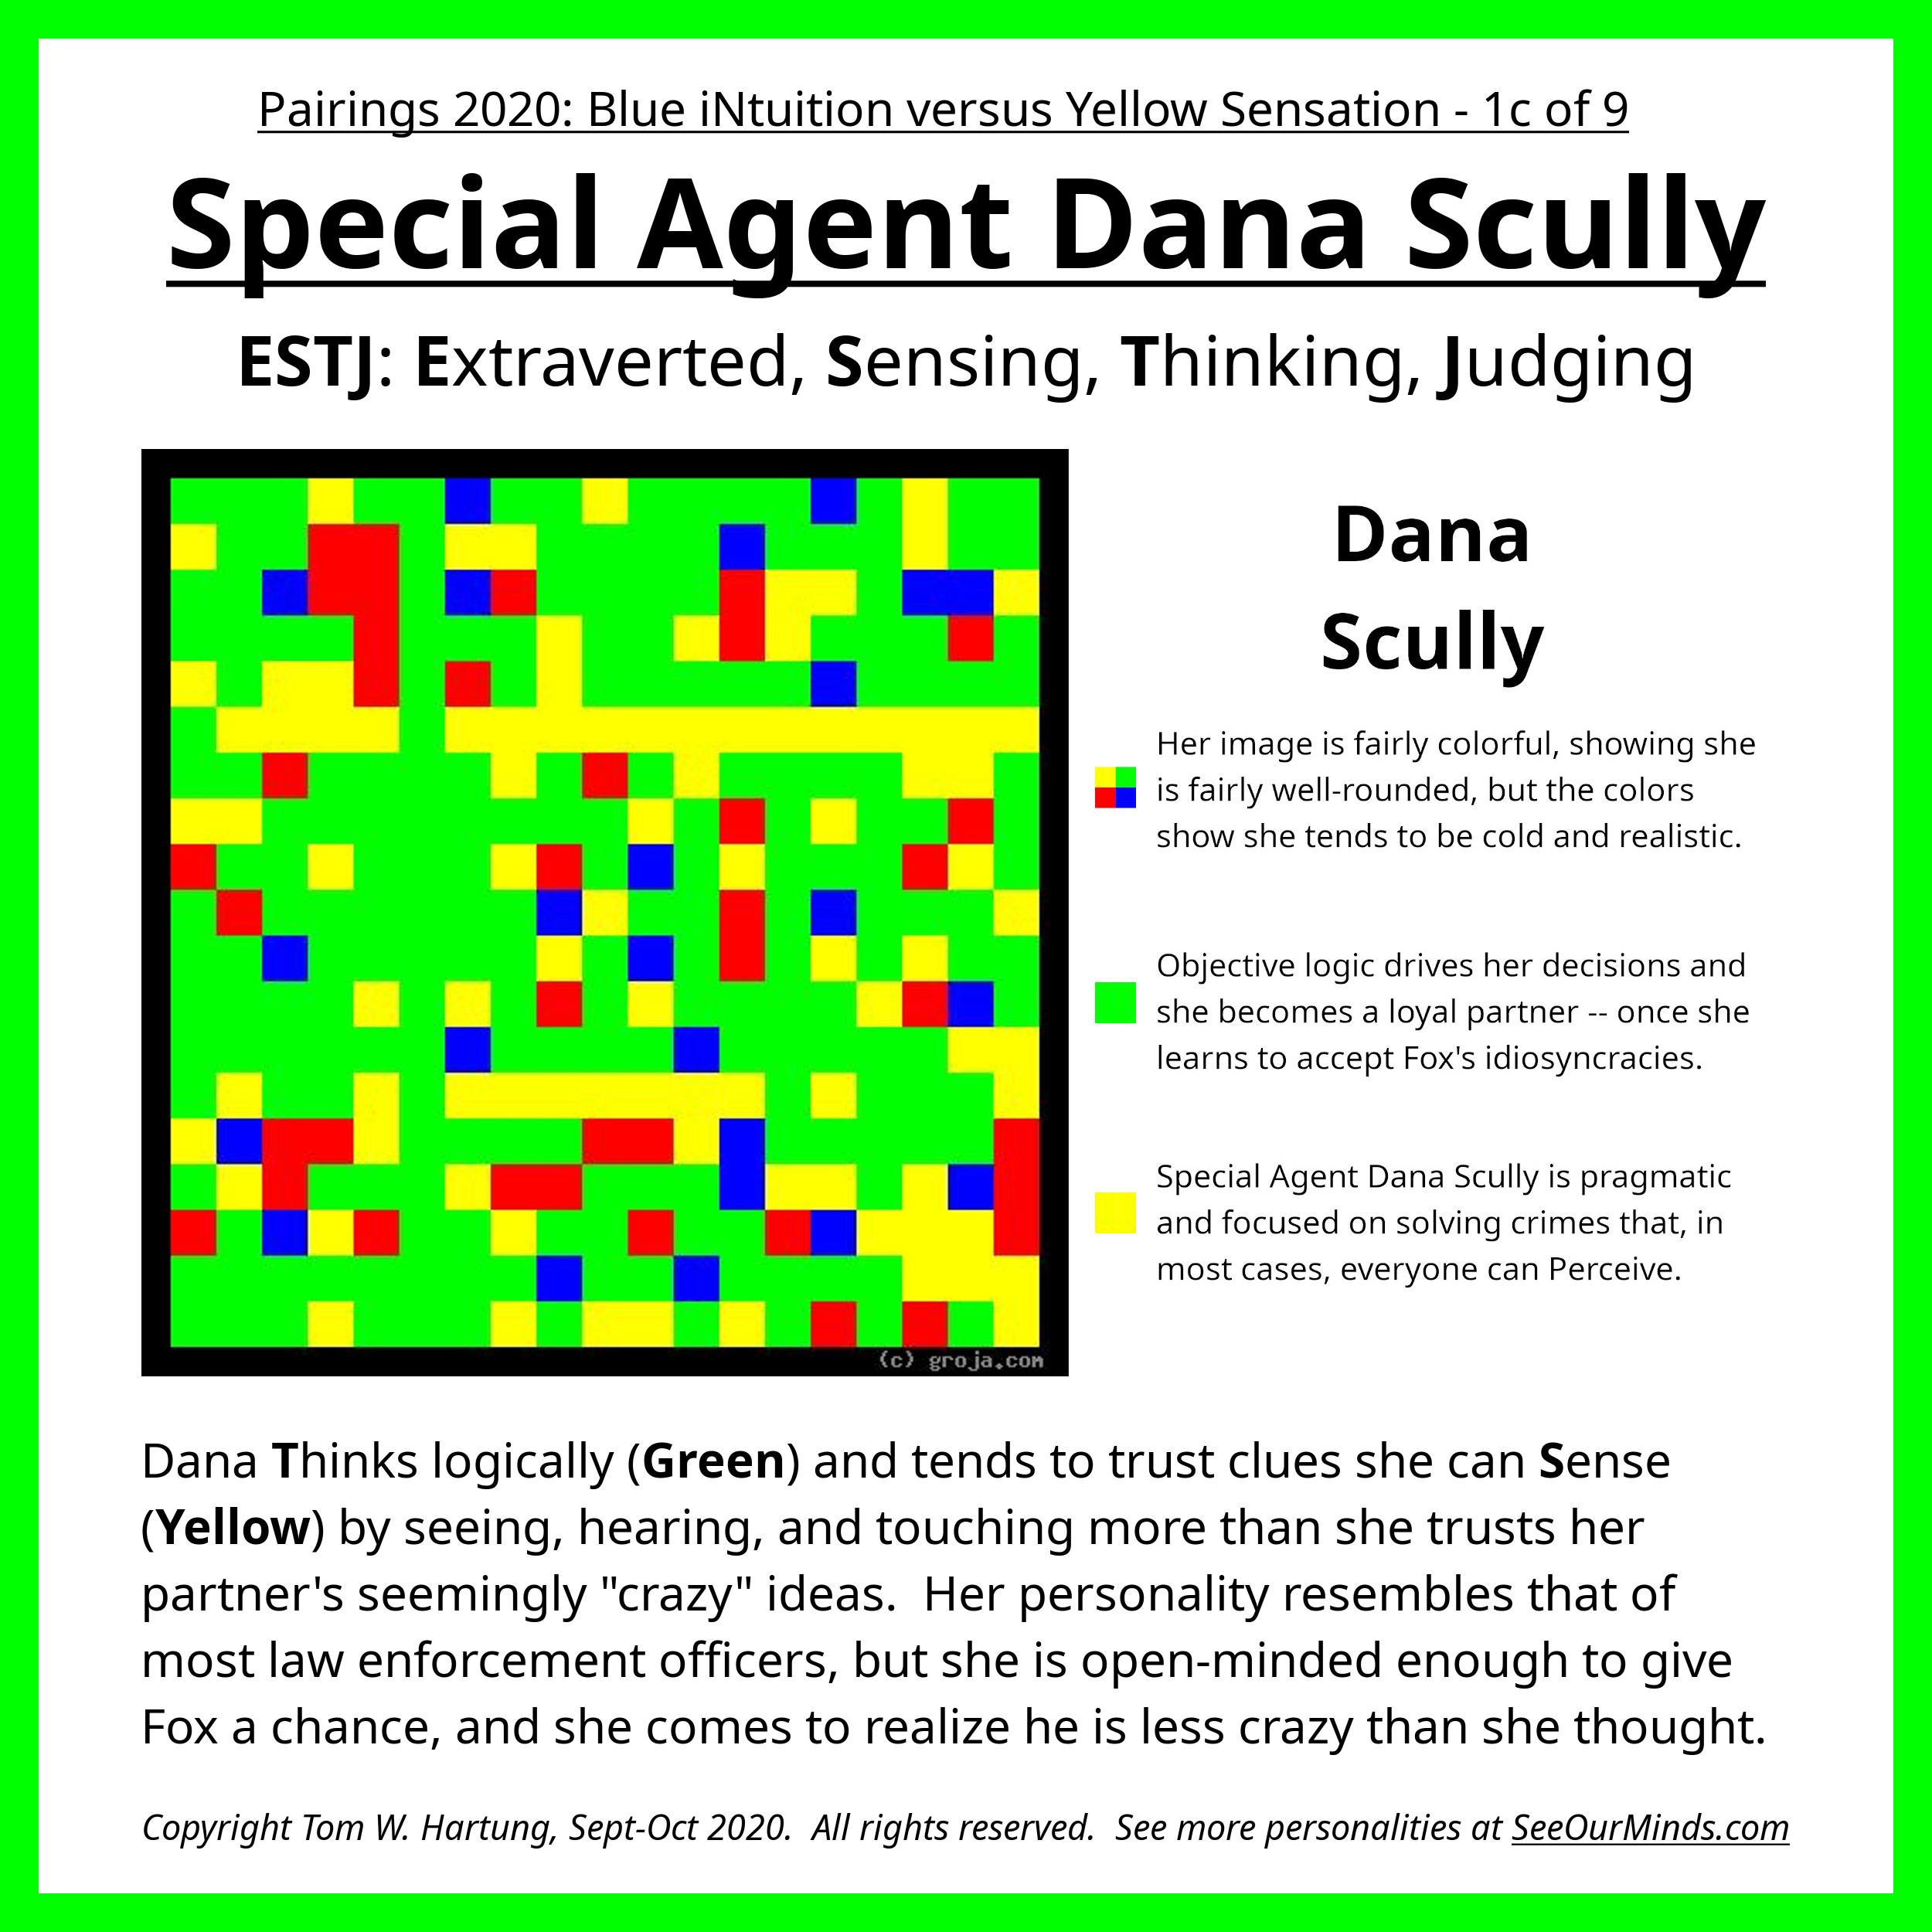 Pairings 2020: Blue iNtuition versus Yellow Sensation - 1c of 9
Special Agent Dana Scully
ESTJ: Extraverted, Sensing, Thinking, Judging
Dana
Scully
Her image is fairly colorful, showing she
is fairly well-rounded, but the colors
show she tends to be cold and realistic.
Objective logic drives her decisions and
she becomes a loyal partner -- once she
learns to accept Fox's idiosyncracies.
Special Agent Dana Scully is pragmatic
and focused on solving crimes that, in
most cases, everyone can Perceive.
(c) groja.com
Dana Thinks logically (Green) and tends to trust clues she can Sense
(Yellow) by seeing, hearing, and touching more than she trusts her
partner's seemingly "crazy" ideas.  Her personality resembles that of
most law enforcement officers, but she is open-minded enough to give
Fox a chance, and she comes to realize he is less crazy than she thought.
Copyright Tom W. Hartung, Sept-Oct 2020.  All rights reserved.  See more personalities at SeeOurMinds.com